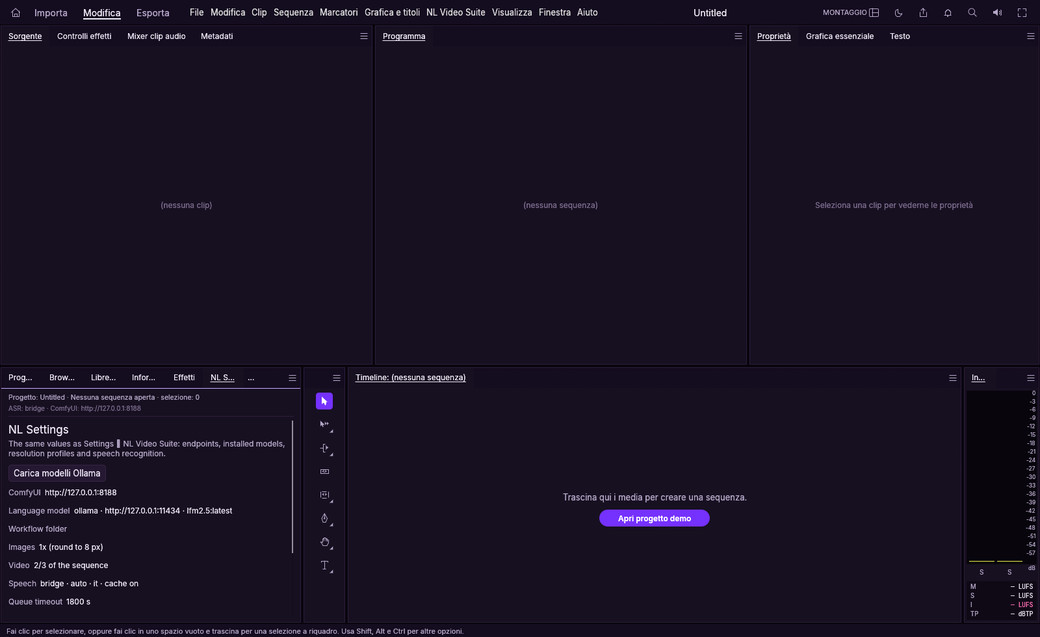 Importa Modifica Esporta File Modifica Clip Sequenza Marcatori Grafica e titoli NL Video Suite Visualizza Finestra Aiuto Untitled MONTAGGIO
Sorgente Controlli effetti Mixer clip audio Metadati
(nessuna clip)
Programma
(nessuna sequenza)
Proprietà Grafica essenziale Testo
Seleziona una clip per vederne le proprietà
Prog... Brow... Libre... Infor... Effetti NL S... ...
Progetto: Untitled · Nessuna sequenza aperta · selezione: 0
ASR: bridge · ComfyUI: http://127.0.0.1:8188
NL Settings
The same values as Settings ▯ NL Video Suite: endpoints, installed models,
resolution profiles and speech recognition.
Carica modelli Ollama
ComfyUI http://127.0.0.1:8188
Language model ollama · http://127.0.0.1:11434 · lfm2.5:latest
Workflow folder
Images 1x (round to 8 px)
Video 2/3 of the sequence
Speech bridge · auto · it · cache on
Queue timeout 1800 s
Timeline: (nessuna sequenza)
Trascina qui i media per creare una sequenza.
Apri progetto demo
In...
0
-3
-6
-9
-12
-15
-18
-21
-24
-27
-30
-33
-36
-39
-42
-45
-48
-51
-54
-57
dB
S S
M – LUFS
S – LUFS
I – LUFS
TP – dBTP
Fai clic per selezionare, oppure fai clic in uno spazio vuoto e trascina per una selezione a riquadro. Usa Shift, Alt e Ctrl per altre opzioni.